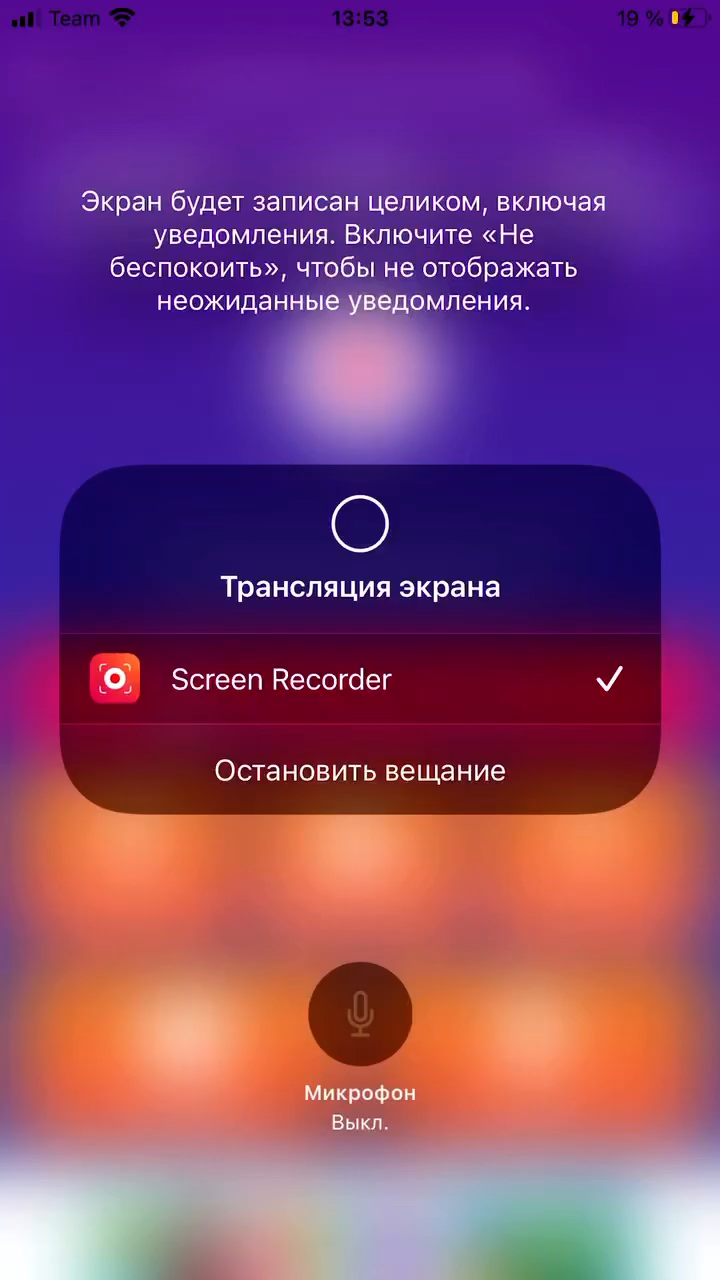 Team
13:53
19 %
Экран будет записан целиком, включая
уведомления. Включите «Не
беспокоить», чтобы не отображать
неожиданные уведомления.
Трансляция экрана
Screen Recorder
Остановить вещание
Микрофон
Выкл.